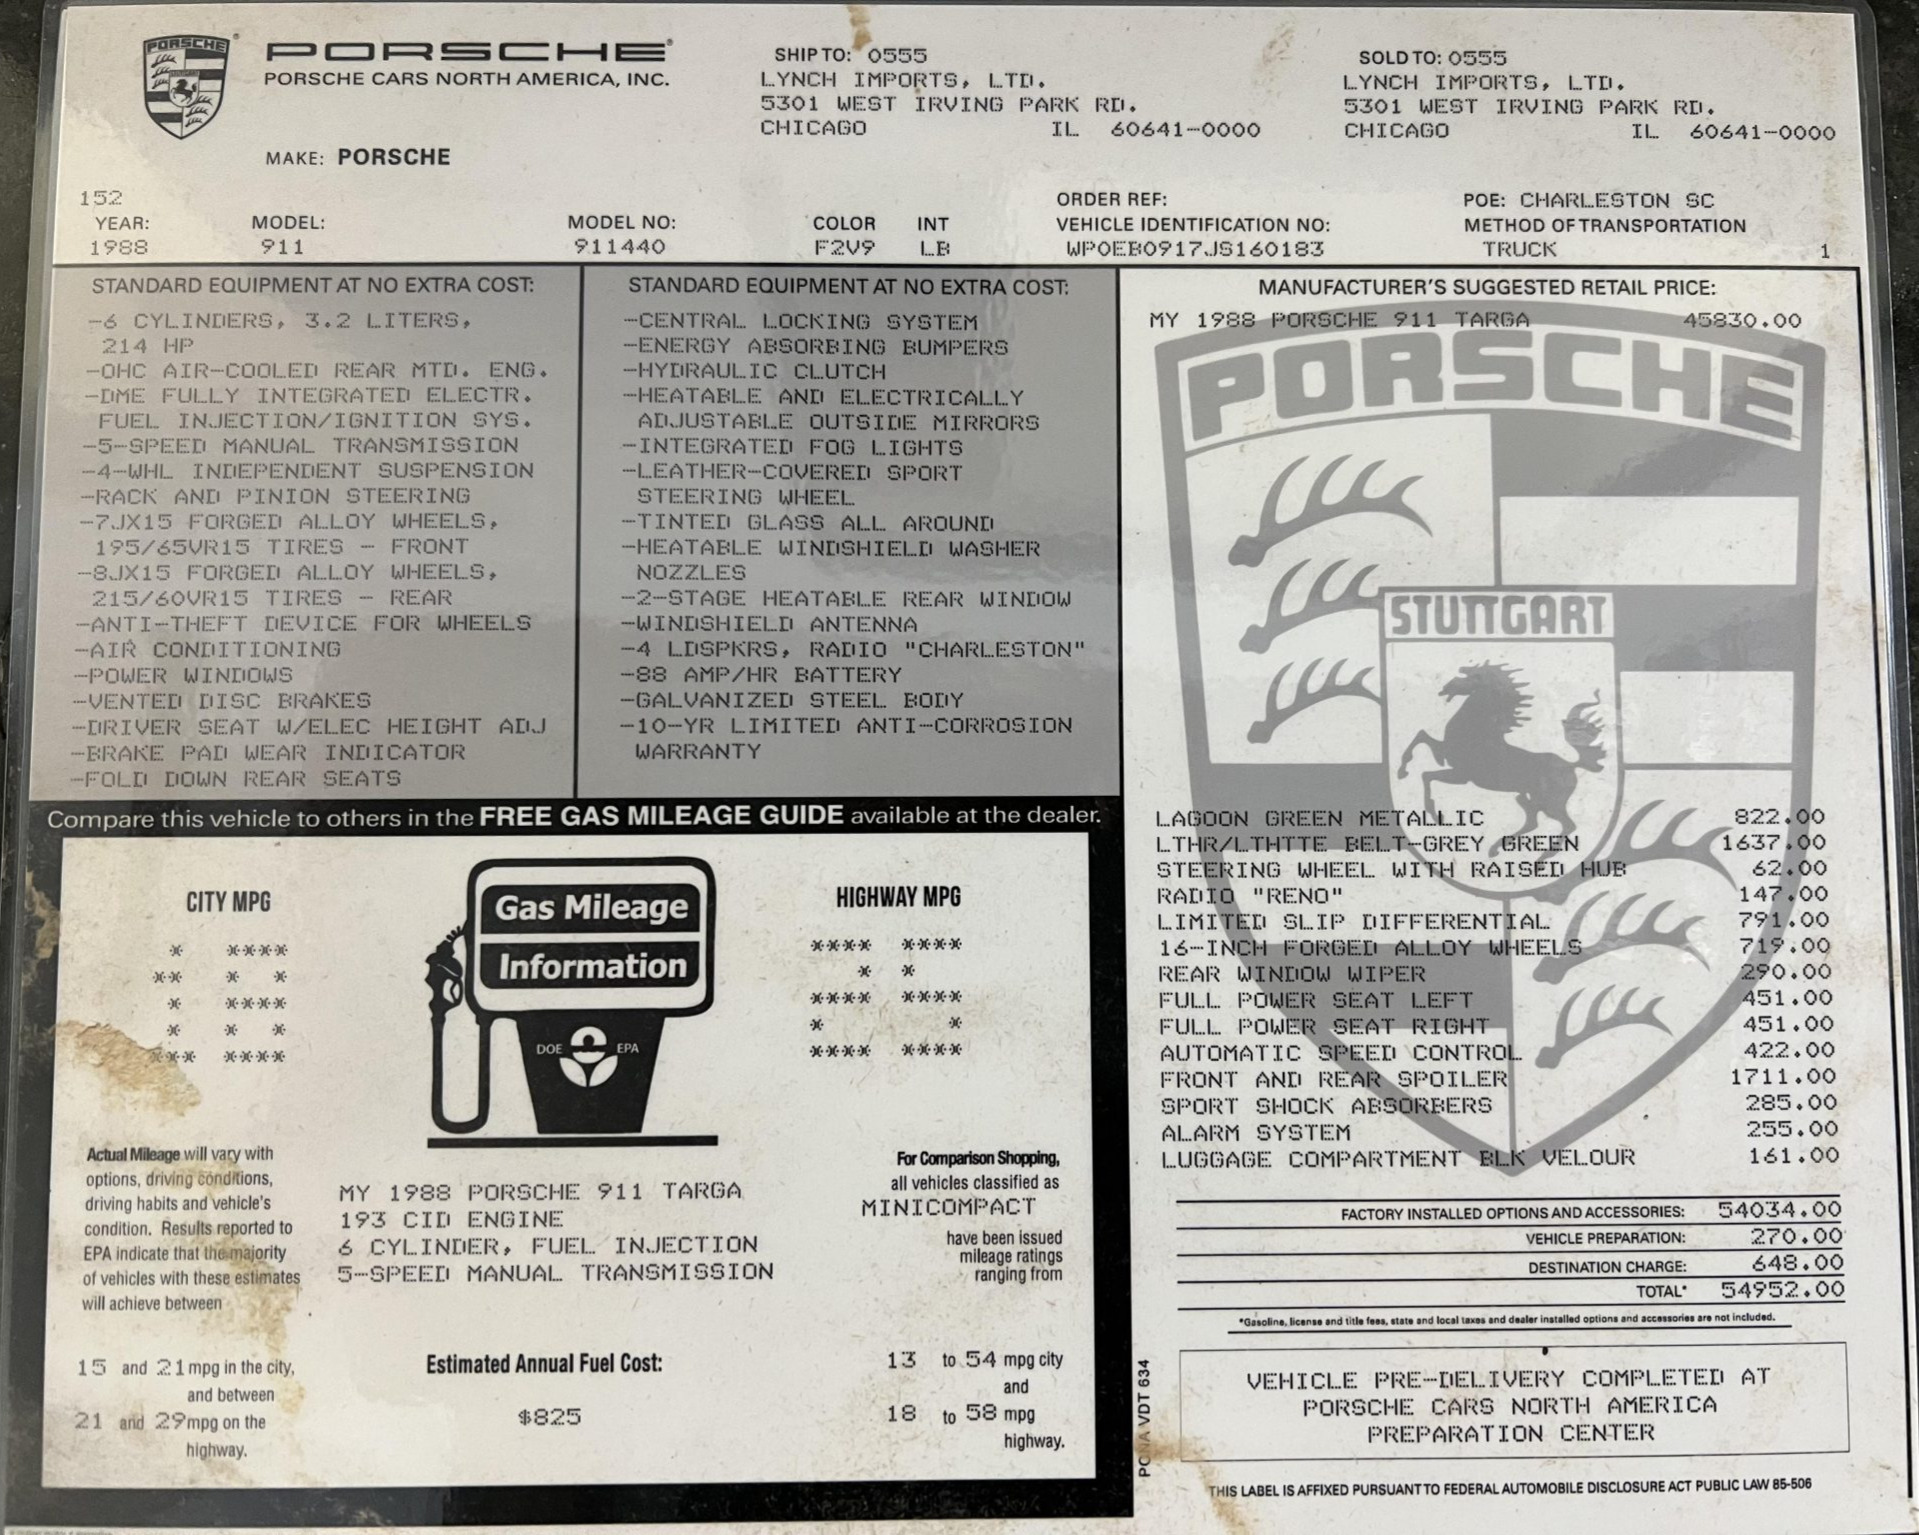 PORSCHE
PORSCHE CARS NORTH AMERICA, INC.
MAKE: PORSCHE
SHIP TO: 0555
LYNCH IMPORTS, LTD.
5301 WEST IRVING PARK RD.
CHICAGO IL 60641-0000
SOLD TO: 0555
LYNCH IMPORTS, LTD.
5301 WEST IRVING PARK RD.
CHICAGO IL 60641-0000
152
ORDER REF:
POE: CHARLESTON SC
YEAR: MODEL: MODEL NO: COLOR INT VEHICLE IDENTIFICATION NO: METHOD OF TRANSPORTATION
1988 911 911440 F2V9 LB WP0EB0917JS160183 TRUCK 1
STANDARD EQUIPMENT AT NO EXTRA COST:
-6 CYLINDERS, 3.2 LITERS,
214 HP
-OHC AIR-COOLED REAR MTD. ENG.
-DME FULLY INTEGRATED ELECTR.
FUEL INJECTION/IGNITION SYS.
-5-SPEED MANUAL TRANSMISSION
-4-WHL INDEPENDENT SUSPENSION
-RACK AND PINION STEERING
-7JX15 FORGED ALLOY WHEELS,
195/65VR15 TIRES - FRONT
-8JX15 FORGED ALLOY WHEELS,
215/60VR15 TIRES - REAR
-ANTI-THEFT DEVICE FOR WHEELS
-AIR CONDITIONING
-POWER WINDOWS
-VENTED DISC BRAKES
-DRIVER SEAT W/ELEC HEIGHT ADJ
-BRAKE PAD WEAR INDICATOR
-FOLD DOWN REAR SEATS
STANDARD EQUIPMENT AT NO EXTRA COST:
-CENTRAL LOCKING SYSTEM
-ENERGY ABSORBING BUMPERS
-HYDRAULIC CLUTCH
-HEATABLE AND ELECTRICALLY
ADJUSTABLE OUTSIDE MIRRORS
-INTEGRATED FOG LIGHTS
-LEATHER-COVERED SPORT
STEERING WHEEL
-TINTED GLASS ALL AROUND
-HEATABLE WINDSHIELD WASHER
NOZZLES
-2-STAGE HEATABLE REAR WINDOW
-WINDSHIELD ANTENNA
-4 LDSPKRS, RADIO "CHARLESTON"
-88 AMP/HR BATTERY
-GALVANIZED STEEL BODY
-10-YR LIMITED ANTI-CORROSION
WARRANTY
MANUFACTURER'S SUGGESTED RETAIL PRICE:
MY 1988 PORSCHE 911 TARGA 45830.00
PORSCHE
STUTTGART
LAGOON GREEN METALLIC 822.00
LTHR/LTHTTE BELT-GREY GREEN 1637.00
STEERING WHEEL WITH RAISED HUB 62.00
RADIO "RENO" 147.00
LIMITED SLIP DIFFERENTIAL 791.00
16-INCH FORGED ALLOY WHEELS 719.00
REAR WINDOW WIPER 290.00
FULL POWER SEAT LEFT 451.00
FULL POWER SEAT RIGHT 451.00
AUTOMATIC SPEED CONTROL 422.00
FRONT AND REAR SPOILER 1711.00
SPORT SHOCK ABSORBERS 285.00
ALARM SYSTEM 255.00
LUGGAGE COMPARTMENT BLK VELOUR 161.00
FACTORY INSTALLED OPTIONS AND ACCESSORIES: 54034.00
VEHICLE PREPARATION: 270.00
DESTINATION CHARGE: 648.00
TOTAL* 54952.00
*Gasoline, license and title fees, state and local taxes and dealer installed options and accessories are not included.
VEHICLE PRE-DELIVERY COMPLETED AT
PORSCHE CARS NORTH AMERICA
PREPARATION CENTER
THIS LABEL IS AFFIXED PURSUANT TO FEDERAL AUTOMOBILE DISCLOSURE ACT PUBLIC LAW 85-506
PCNA VDT 634
Compare this vehicle to others in the FREE GAS MILEAGE GUIDE available at the dealer.
CITY MPG
18
Gas Mileage
Information
DOE EPA
HIGHWAY MPG
25
Actual Mileage will vary with
options, driving conditions,
driving habits and vehicle's
condition. Results reported to
EPA indicate that the majority
of vehicles with these estimates
will achieve between
15 and 21 mpg in the city,
and between
21 and 29 mpg on the
highway.
MY 1988 PORSCHE 911 TARGA
193 CID ENGINE
6 CYLINDER, FUEL INJECTION
5-SPEED MANUAL TRANSMISSION
Estimated Annual Fuel Cost:
$825
For Comparison Shopping,
all vehicles classified as
MINICOMPACT
have been issued
mileage ratings
ranging from
13 to 54 mpg city
and
18 to 58 mpg
highway.